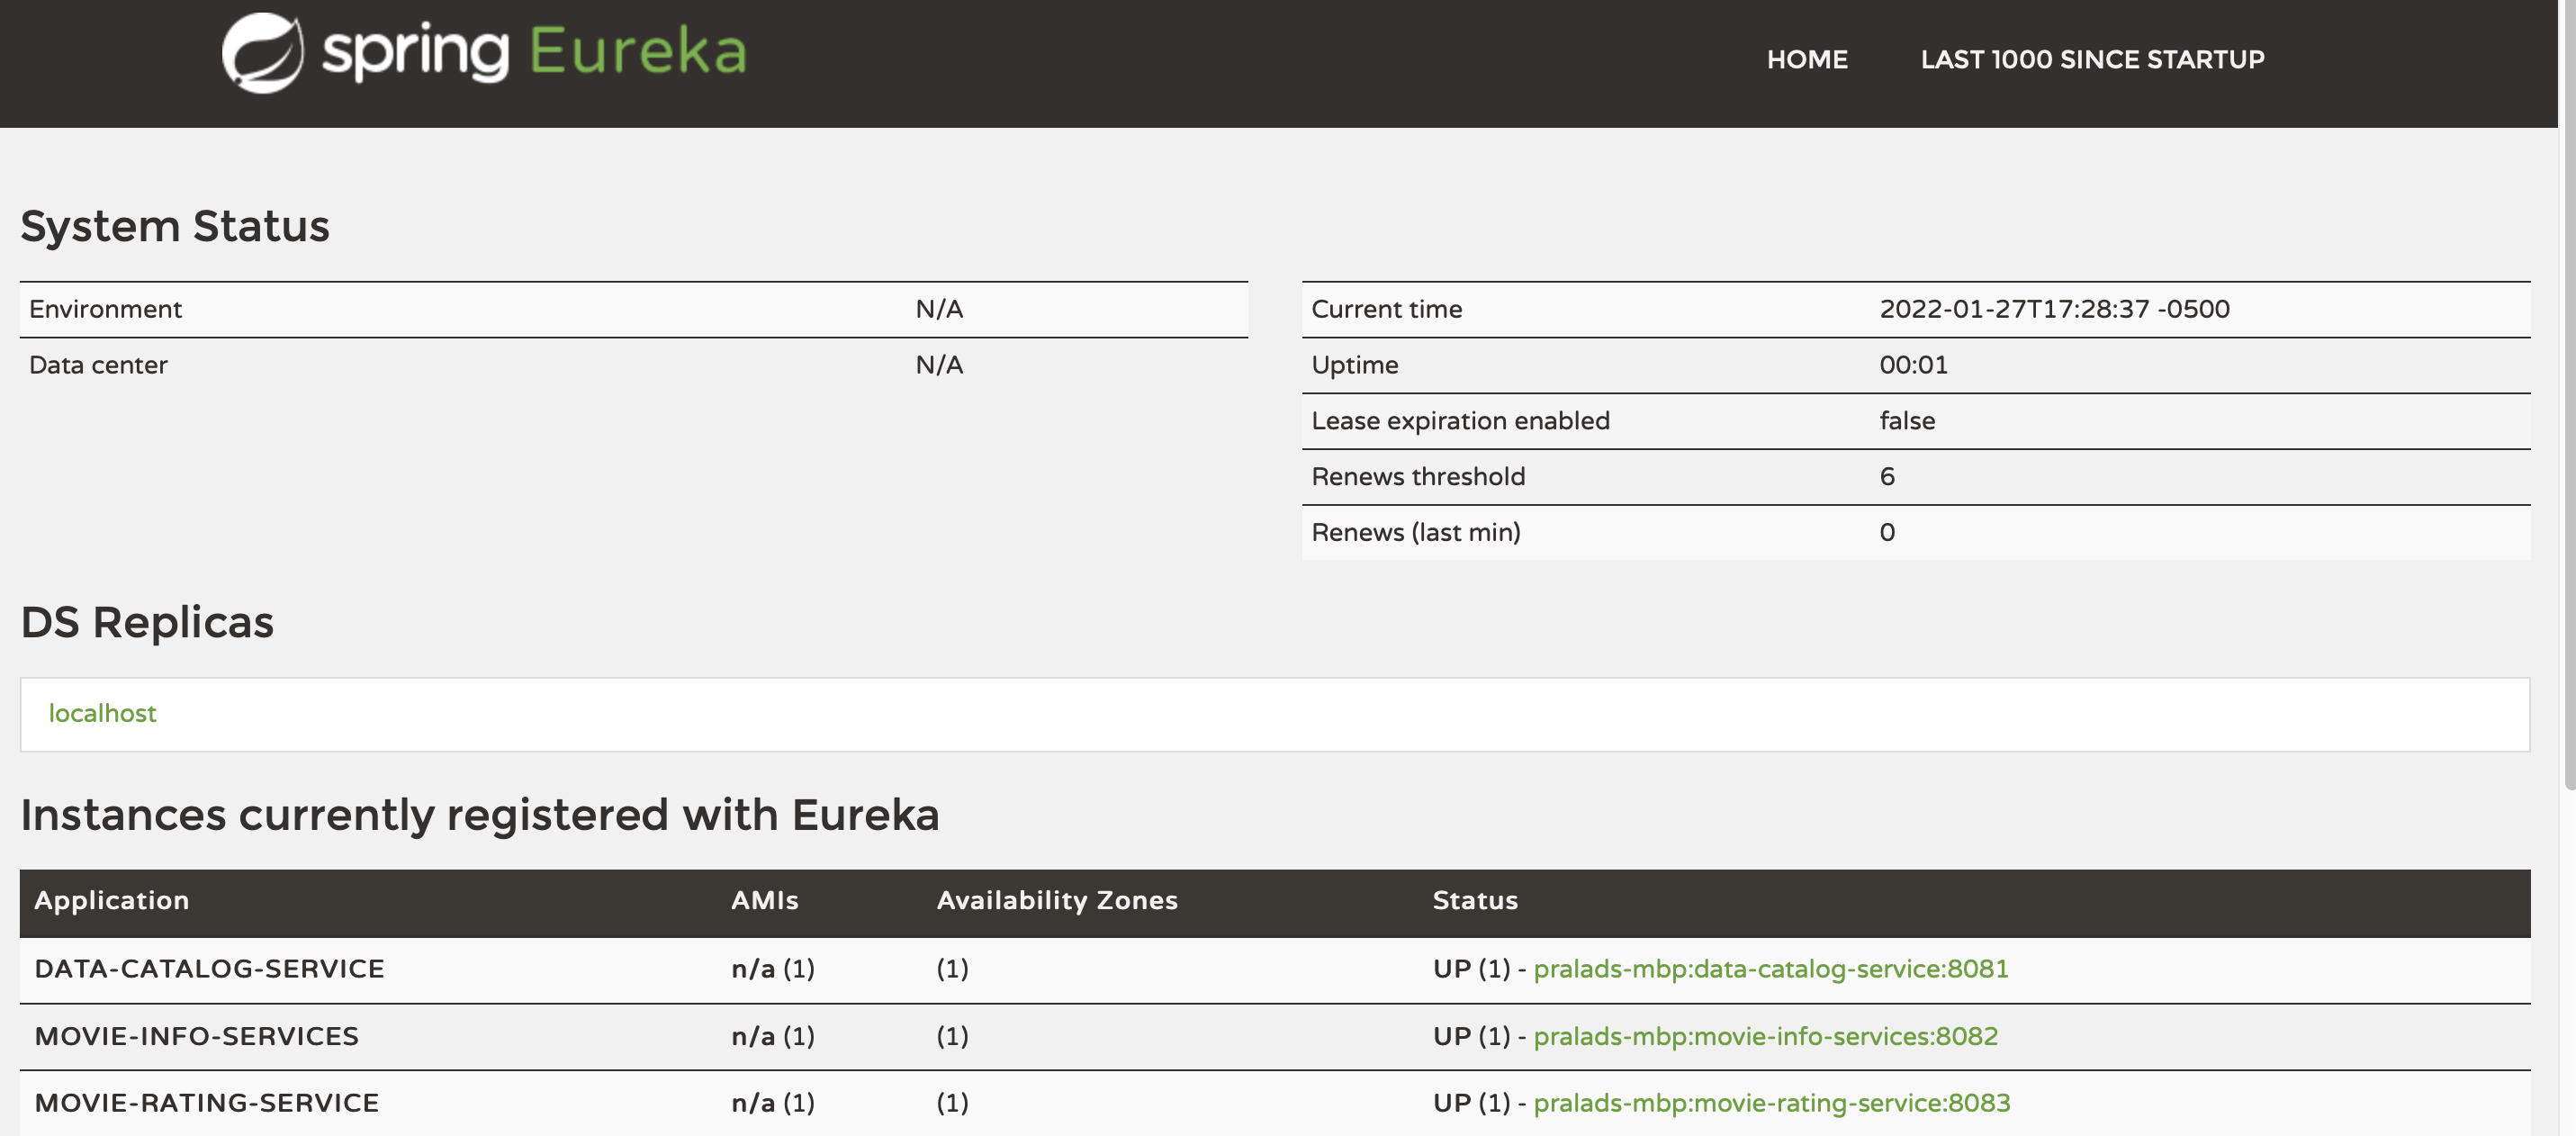 spring Eureka
HOME LAST 1000 SINCE STARTUP
System Status
Environment N/A
Data center N/A
Current time 2022-01-27T17:28:37 -0500
Uptime 00:01
Lease expiration enabled false
Renews threshold 6
Renews (last min) 0
DS Replicas
localhost
Instances currently registered with Eureka
Application AMIs Availability Zones Status
DATA-CATALOG-SERVICE n/a (1) (1) UP (1) - pralads-mbp:data-catalog-service:8081
MOVIE-INFO-SERVICES n/a (1) (1) UP (1) - pralads-mbp:movie-info-services:8082
MOVIE-RATING-SERVICE n/a (1) (1) UP (1) - pralads-mbp:movie-rating-service:8083